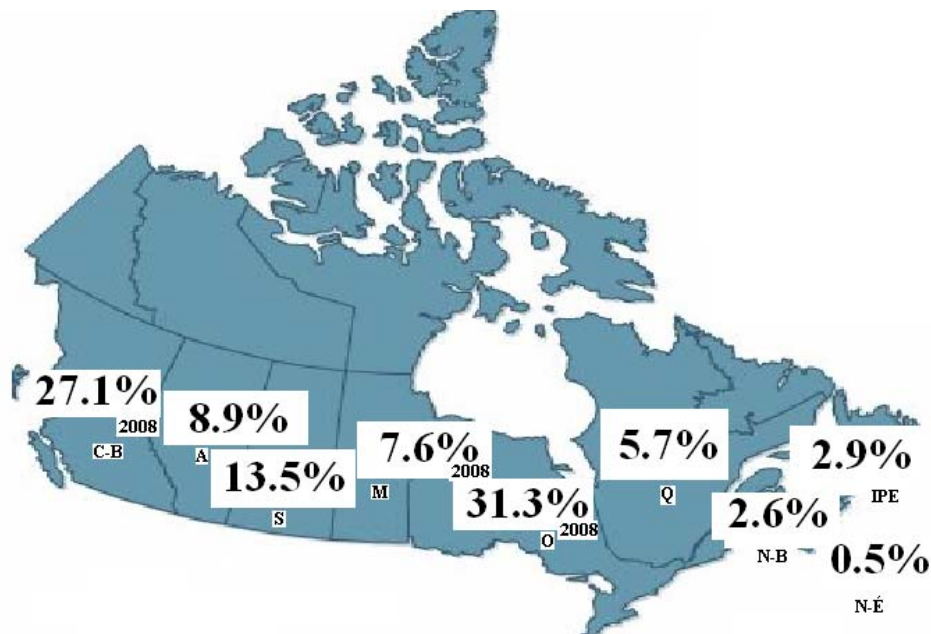 27.1%
2008
C-B
8.9%
A
13.5%
S
7.6%
2008
M
31.3%
2008
O
5.7%
Q
2.9%
IPE
2.6%
N-B
0.5%
N-É